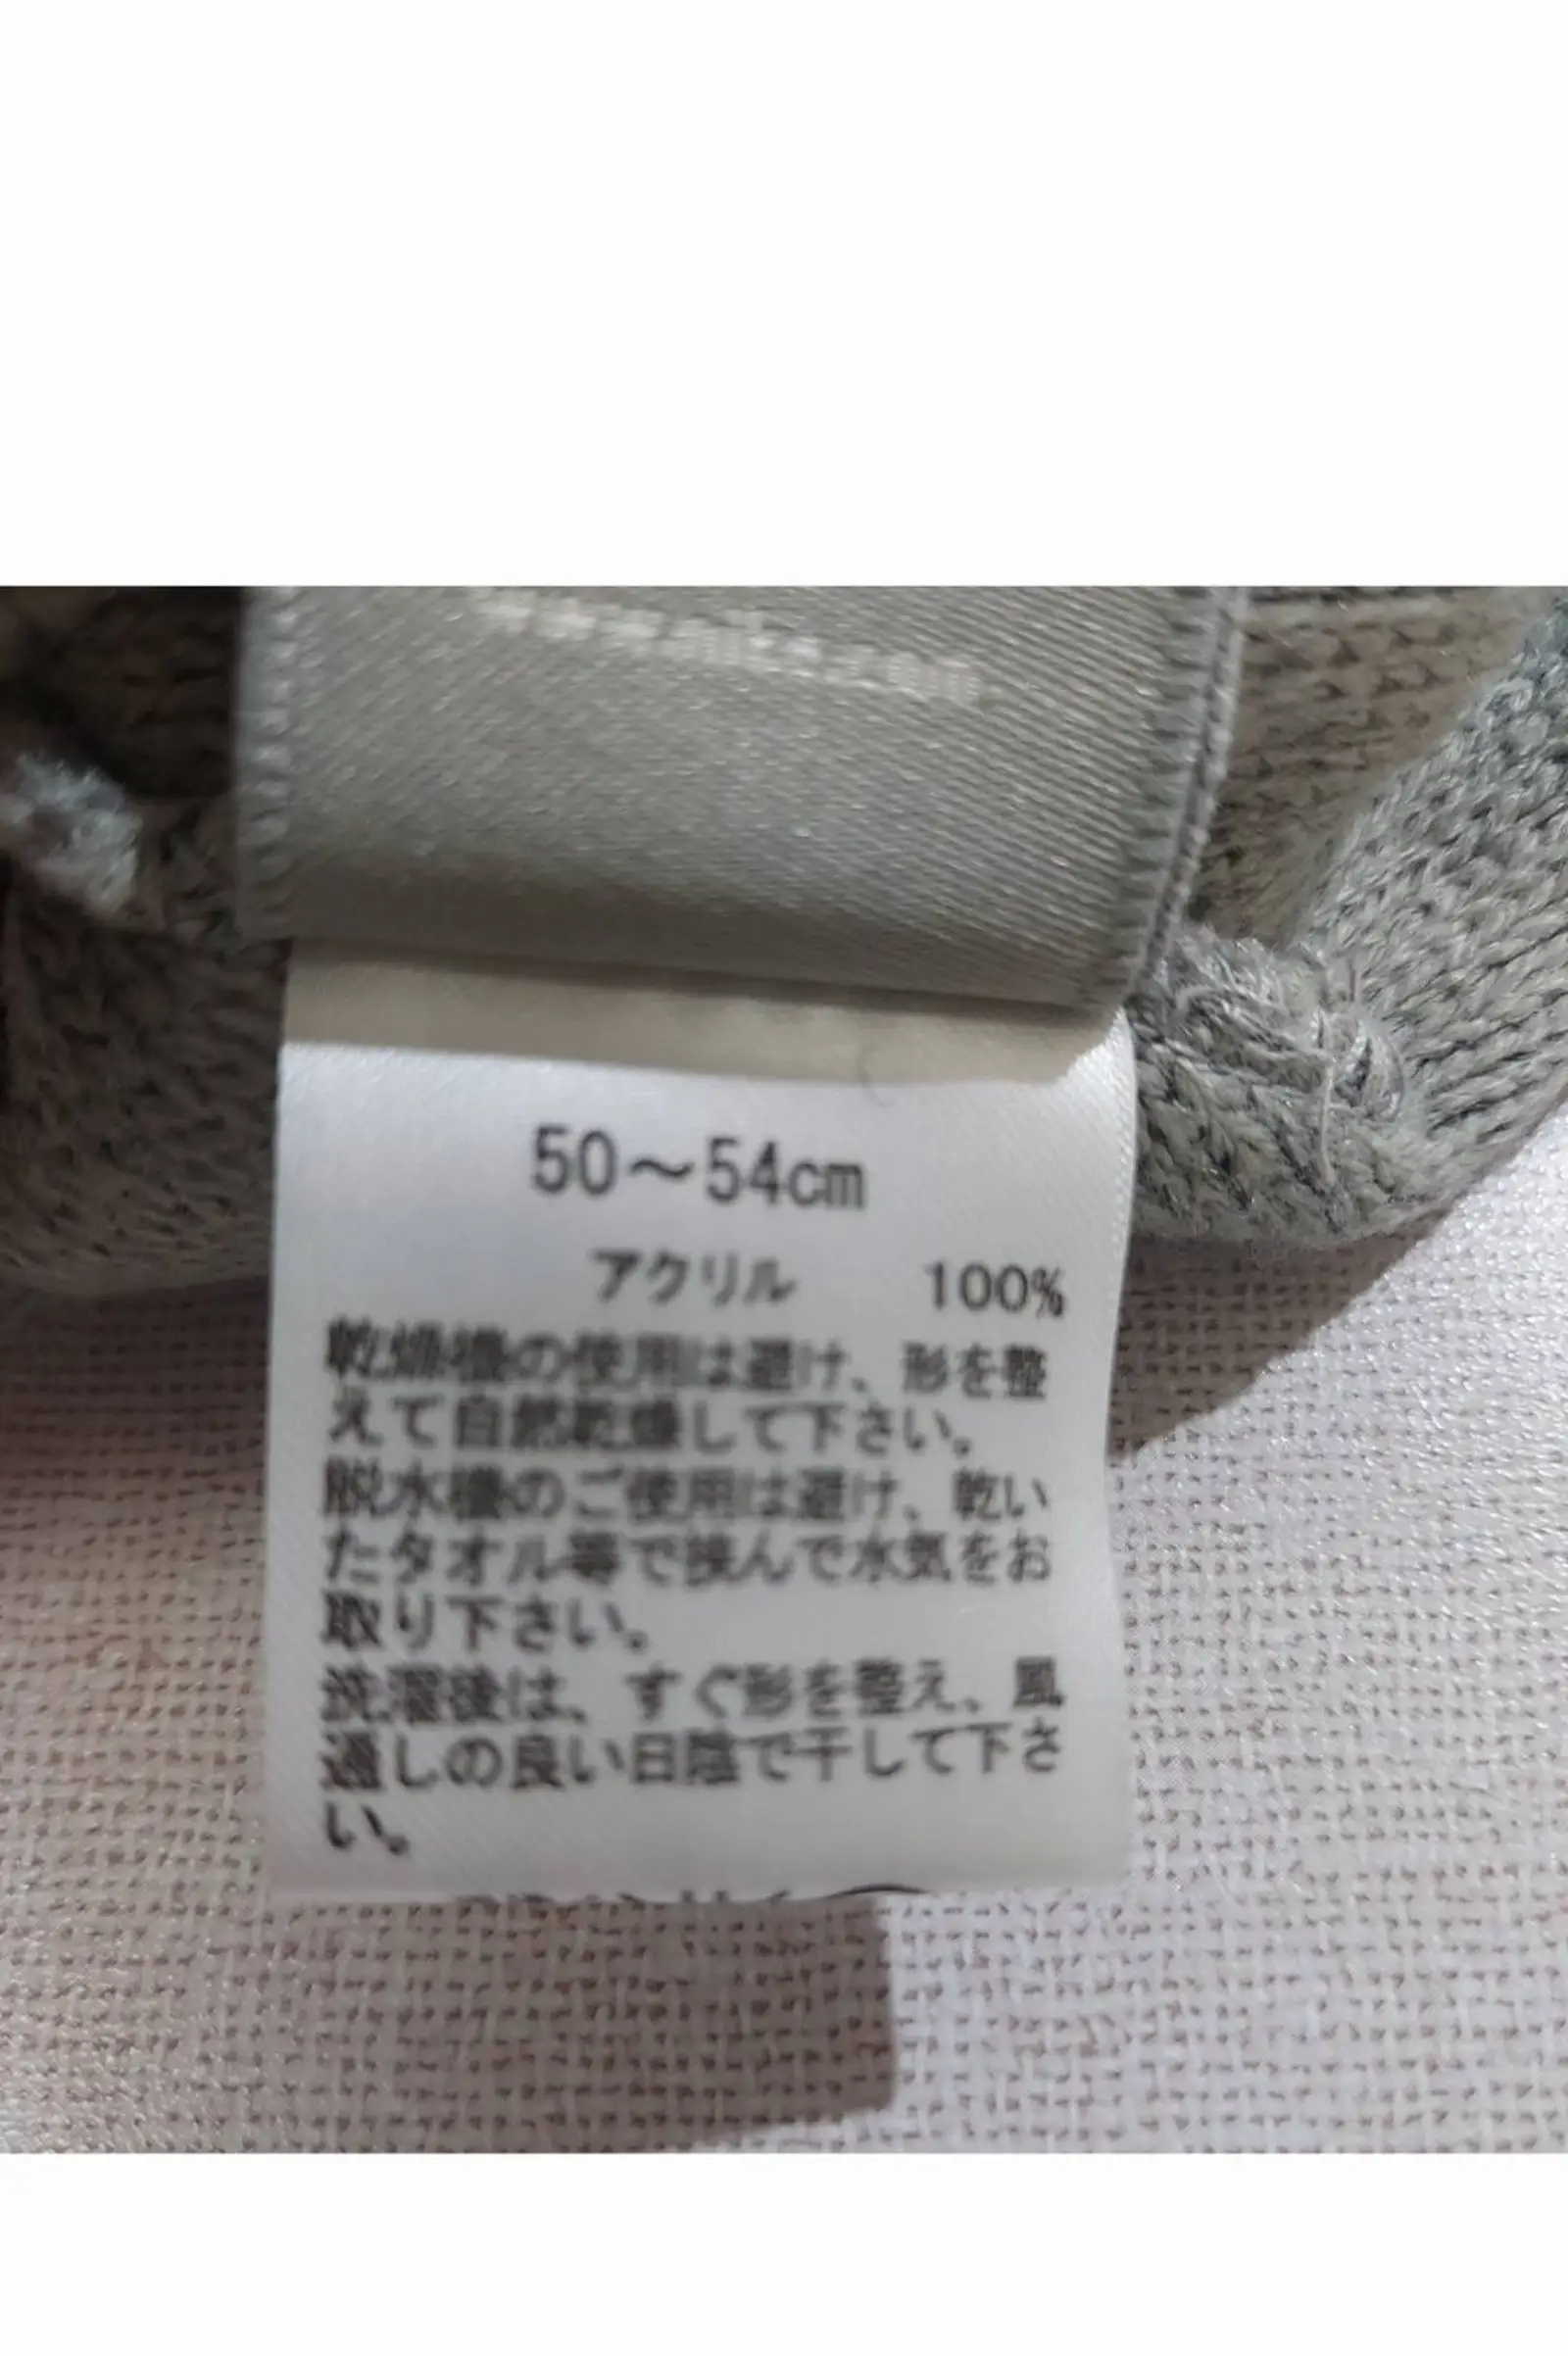 50～54cm
アクリル 100%
乾燥機の使用は避け、形を整
えて自然乾燥して下さい。
脱水機のご使用は避け、乾い
たタオル等で挟んで水気をお
取り下さい。
洗濯後は、すぐ形を整え、風
通しの良い日陰で干して下さ
い。